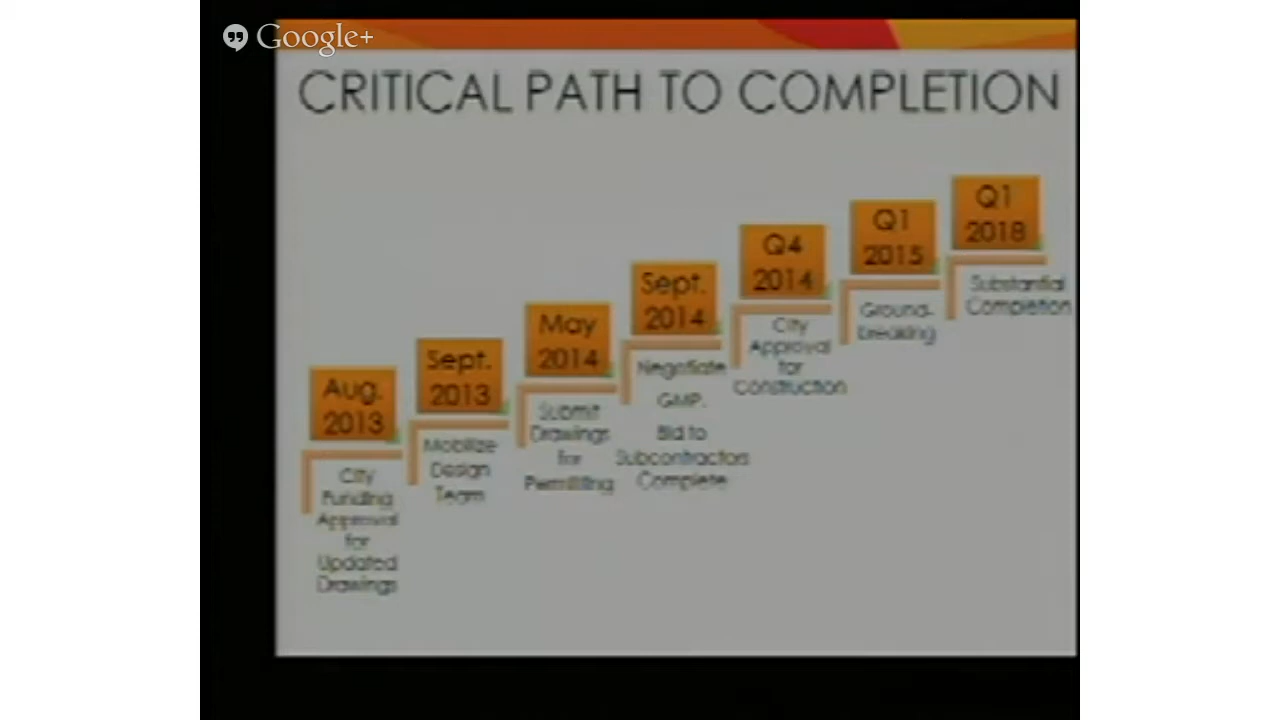 Google+
CRITICAL PATH TO COMPLETION
Aug.
2013
City
Funding
Approval
for
Updated
Drawings
Sept.
2013
Mobilize
Design
Team
May
2014
Submit
Drawings
for
Permitting
Sept.
2014
Negotiate
GMP.
Bid to
Subcontractors
Complete
Q4
2014
City
Approval
for
Construction
Q1
2015
Ground-
breaking
Q1
2018
Substantial
Completion